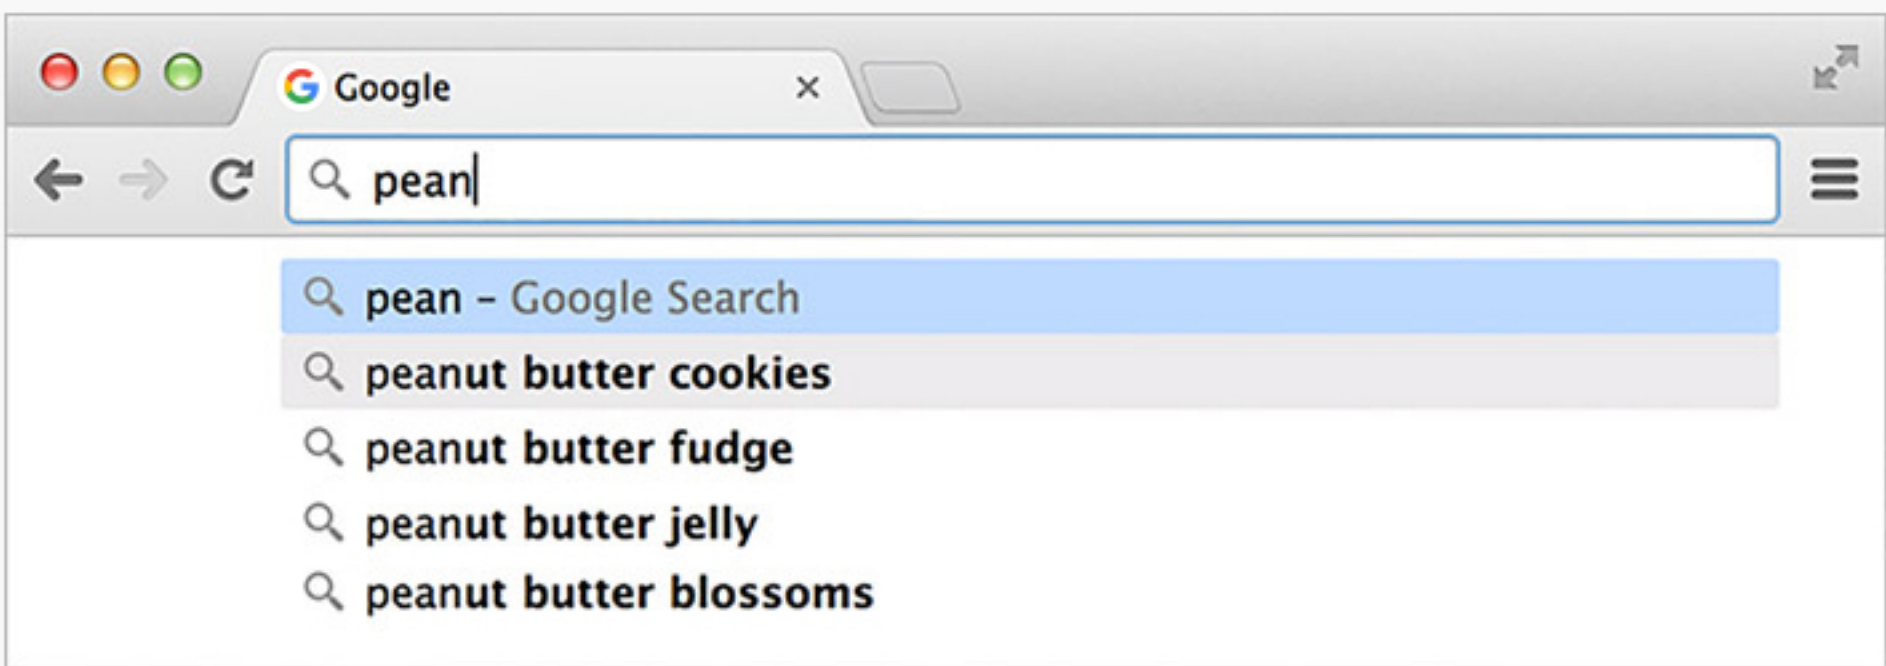 Google
pean
pean – Google Search
peanut butter cookies
peanut butter fudge
peanut butter jelly
peanut butter blossoms